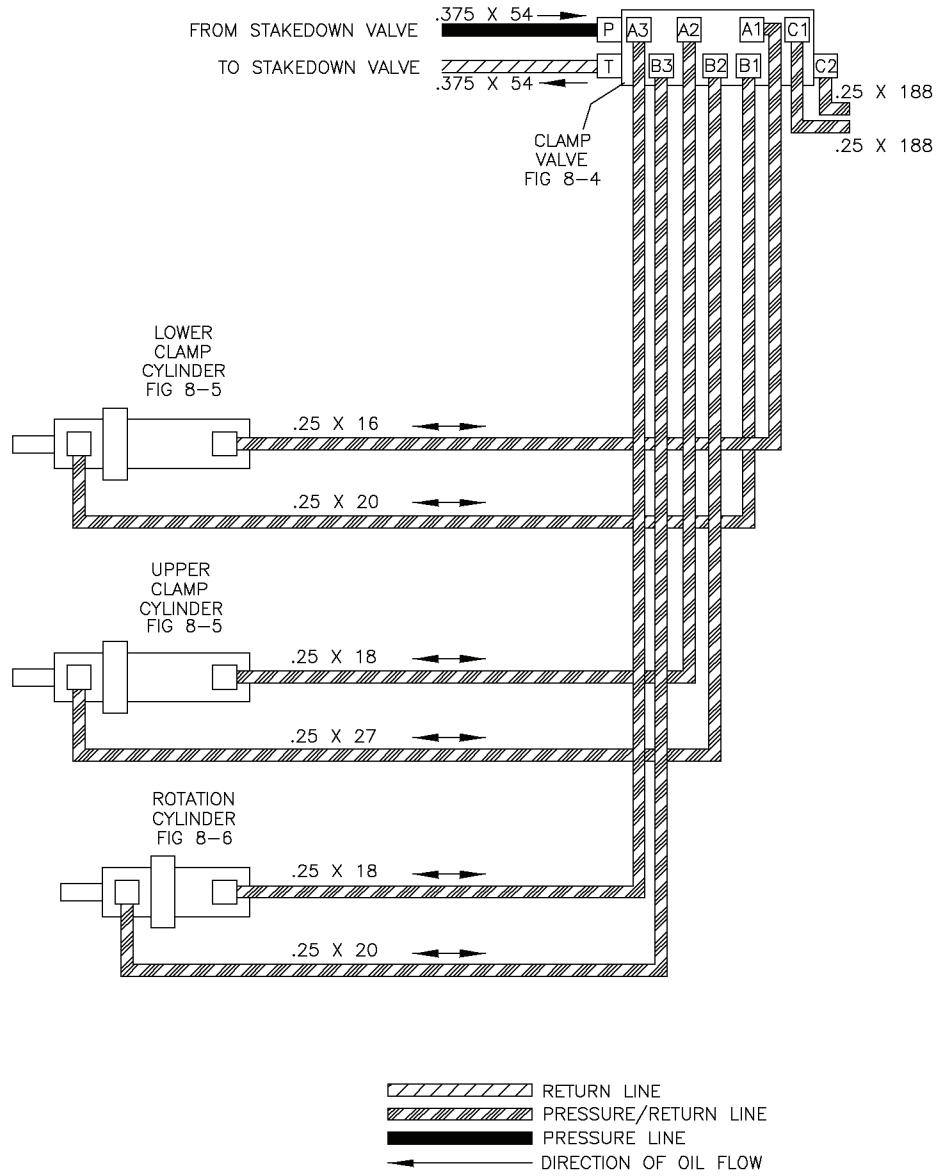 .375 X 54
FROM STAKEDOWN VALVE
P A3 A2 A1 C1
TO STAKEDOWN VALVE
T B3 B2 B1 C2
.375 X 54
.25 X 188
.25 X 188
CLAMP
VALVE
FIG 8-4
LOWER
CLAMP
CYLINDER
FIG 8-5
.25 X 16
.25 X 20
UPPER
CLAMP
CYLINDER
FIG 8-5
.25 X 18
.25 X 27
ROTATION
CYLINDER
FIG 8-6
.25 X 18
.25 X 20
RETURN LINE
PRESSURE/RETURN LINE
PRESSURE LINE
DIRECTION OF OIL FLOW